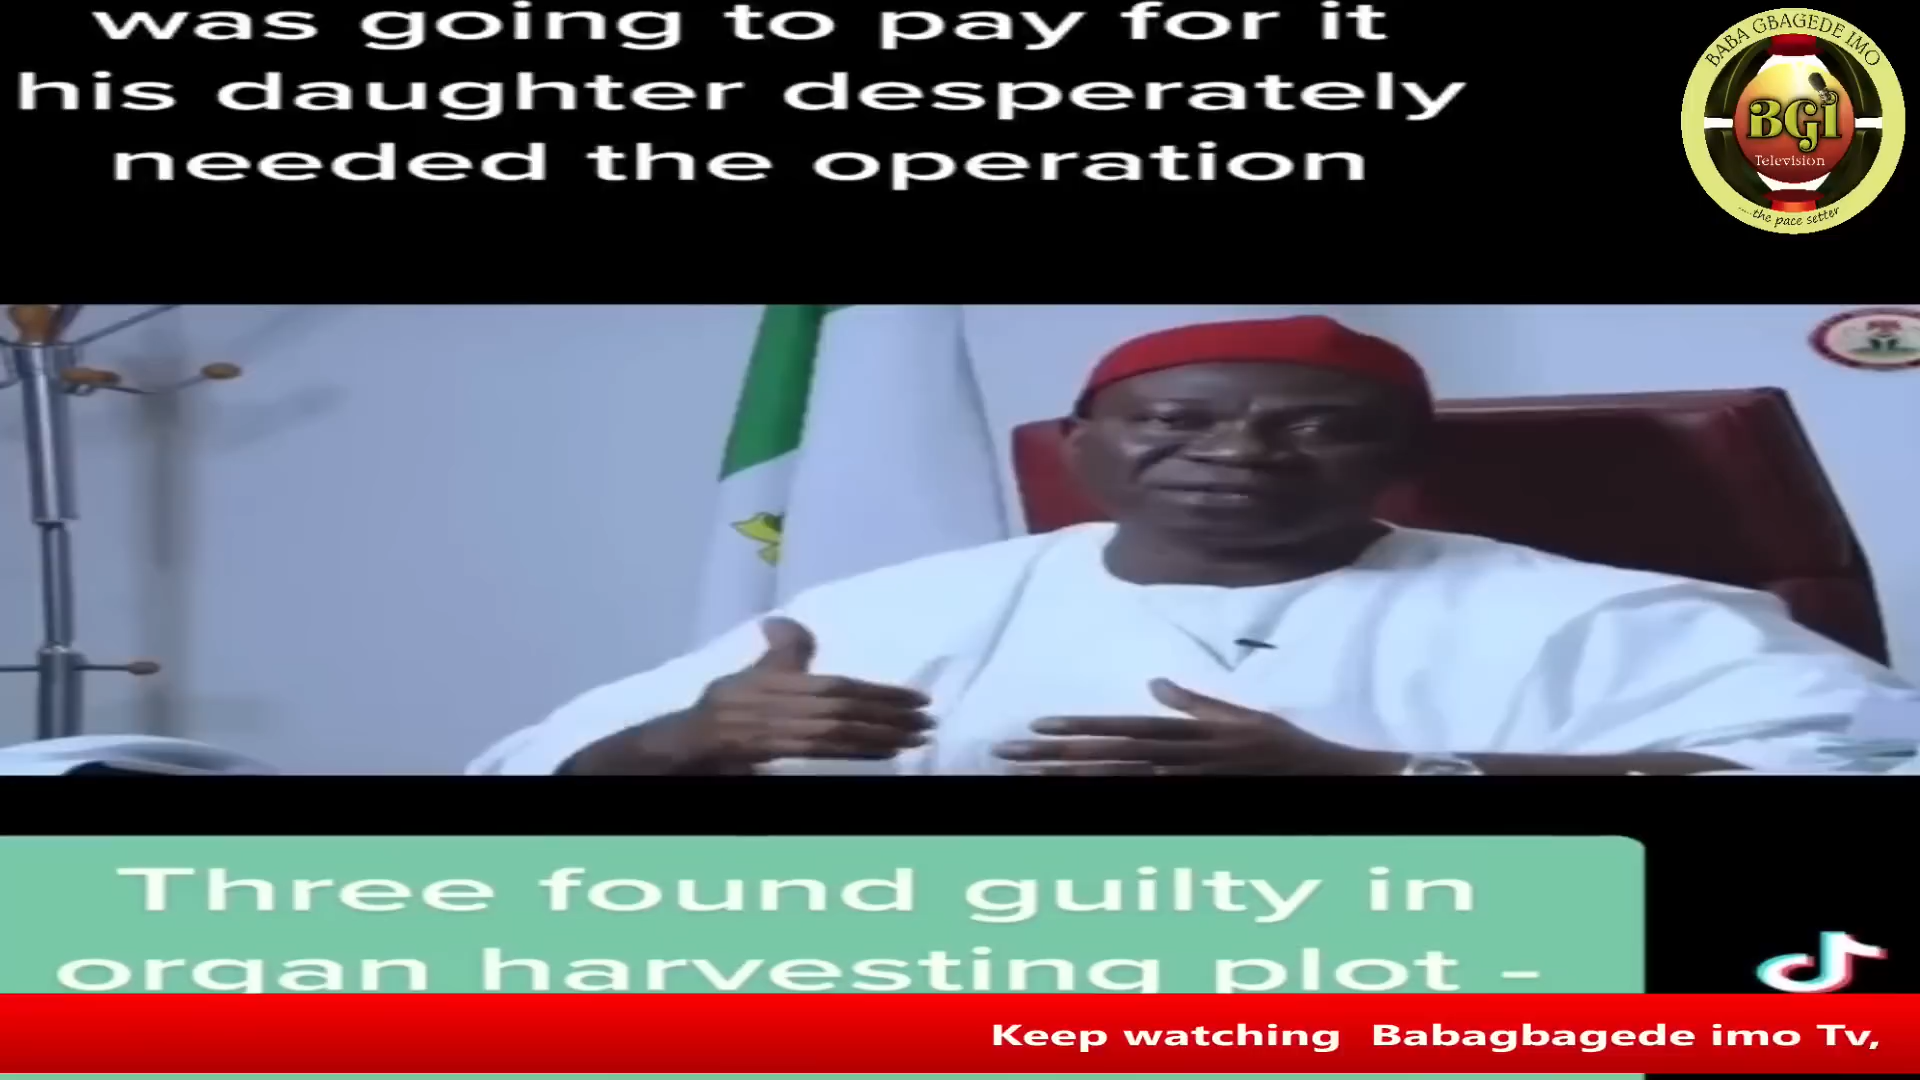 was going to pay for it
his daughter desperately
needed the operation
BABA GBAGEDE IMO
BGI
Television
.....the pace setter
Three found guilty in
organ harvesting plot -
Keep watching Babagbagede imo Tv,